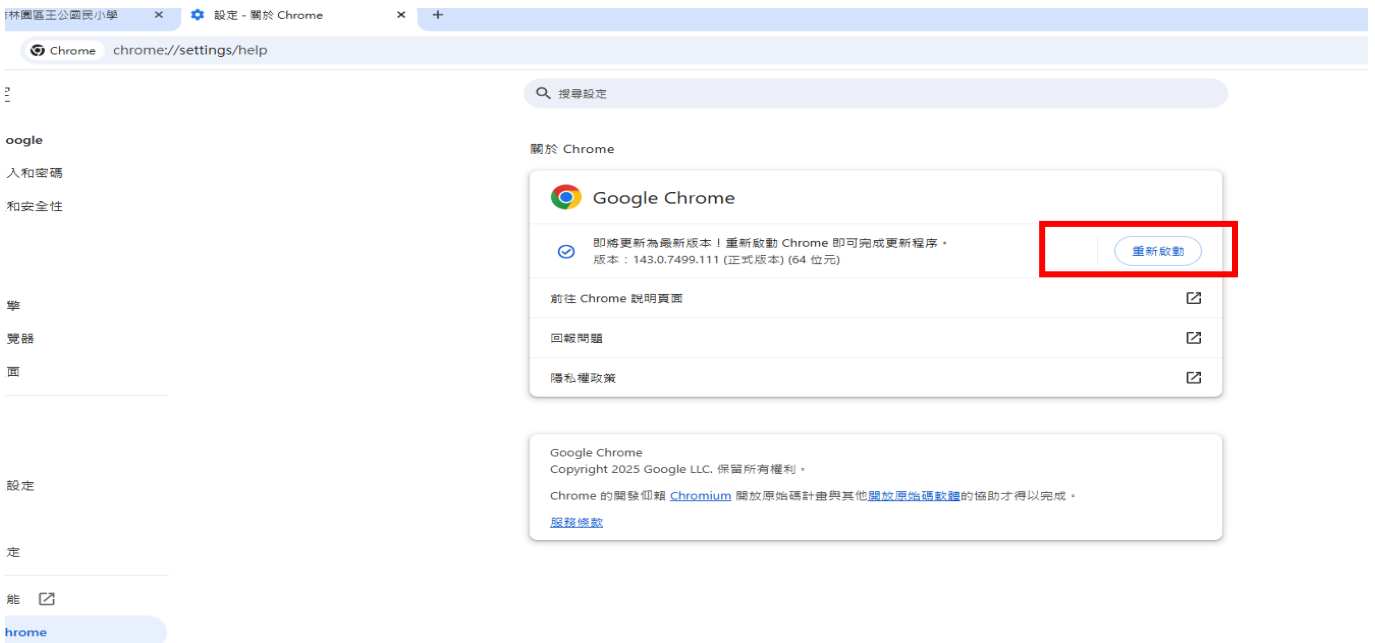 林園區王公國民小學
設定 - 關於 Chrome
Chrome chrome://settings/help
搜尋設定
oogle
入和密碼
和安全性
擎
覽器
面
設定
定
能
hrome
關於 Chrome
Google Chrome
即將更新為最新版本！重新啟動 Chrome 即可完成更新程序。
版本：143.0.7499.111 (正式版本) (64 位元)
重新啟動
前往 Chrome 說明頁面
回報問題
隱私權政策
Google Chrome
Copyright 2025 Google LLC. 保留所有權利。
Chrome 的開發仰賴 Chromium 開放原始碼計畫與其他開放原始碼軟體的協助才得以完成。
服務條款